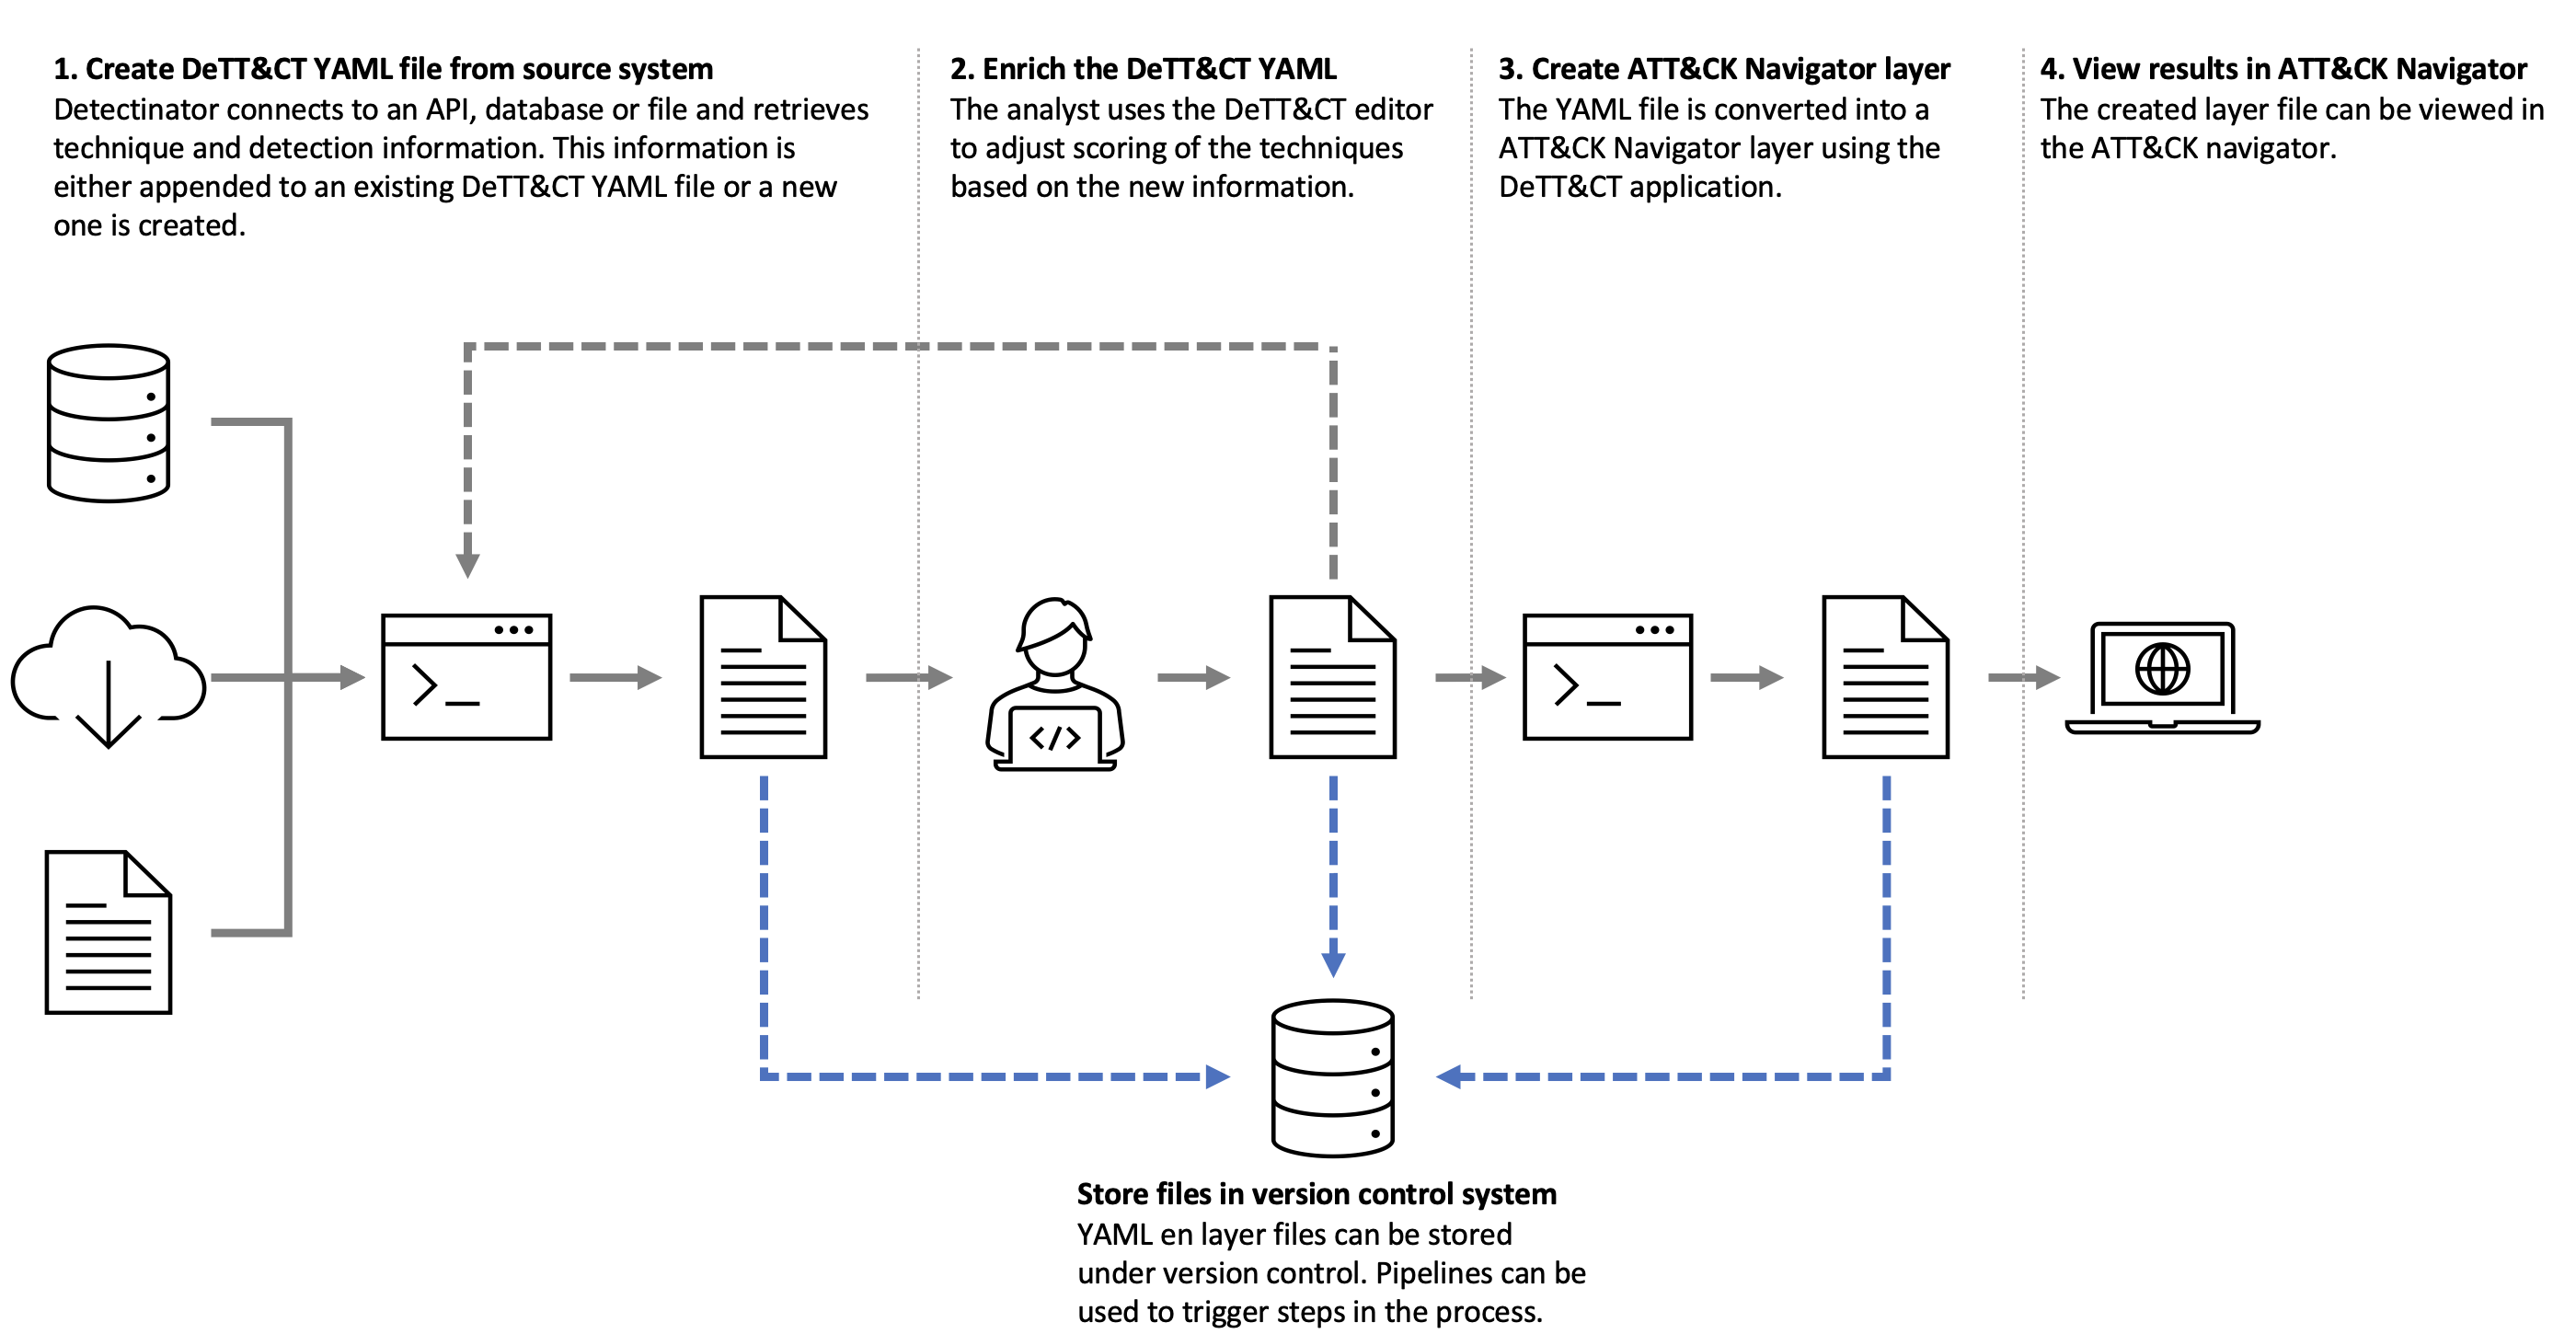 1. Create DeTT&CT YAML file from source system
Detectinator connects to an API, database or file and retrieves
technique and detection information. This information is
either appended to an existing DeTT&CT YAML file or a new
one is created.
2. Enrich the DeTT&CT YAML
The analyst uses the DeTT&CT editor
to adjust scoring of the techniques
based on the new information.
3. Create ATT&CK Navigator layer
The YAML file is converted into a
ATT&CK Navigator layer using the
DeTT&CT application.
4. View results in ATT&CK Navigator
The created layer file can be viewed in
the ATT&CK navigator.
>_
</>
>_
Store files in version control system
YAML en layer files can be stored
under version control. Pipelines can be
used to trigger steps in the process.